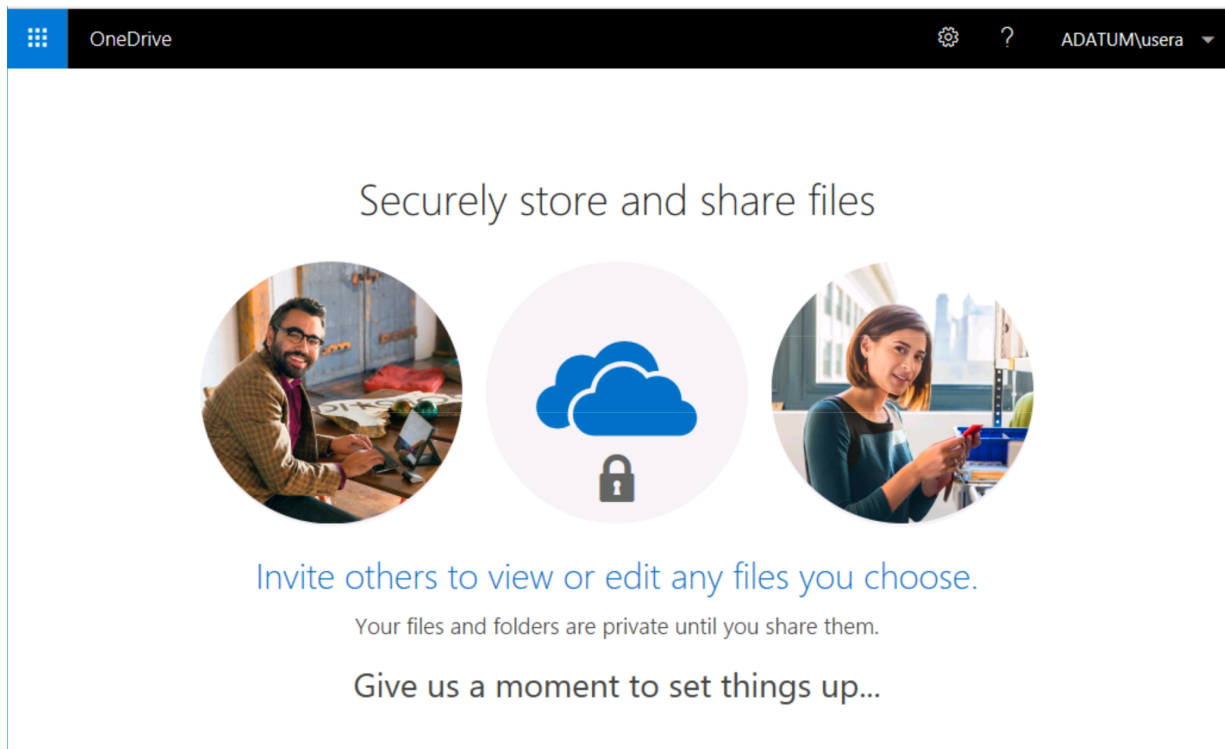 OneDrive
? ADATUM\usera
Securely store and share files
Invite others to view or edit any files you choose.
Your files and folders are private until you share them.
Give us a moment to set things up...